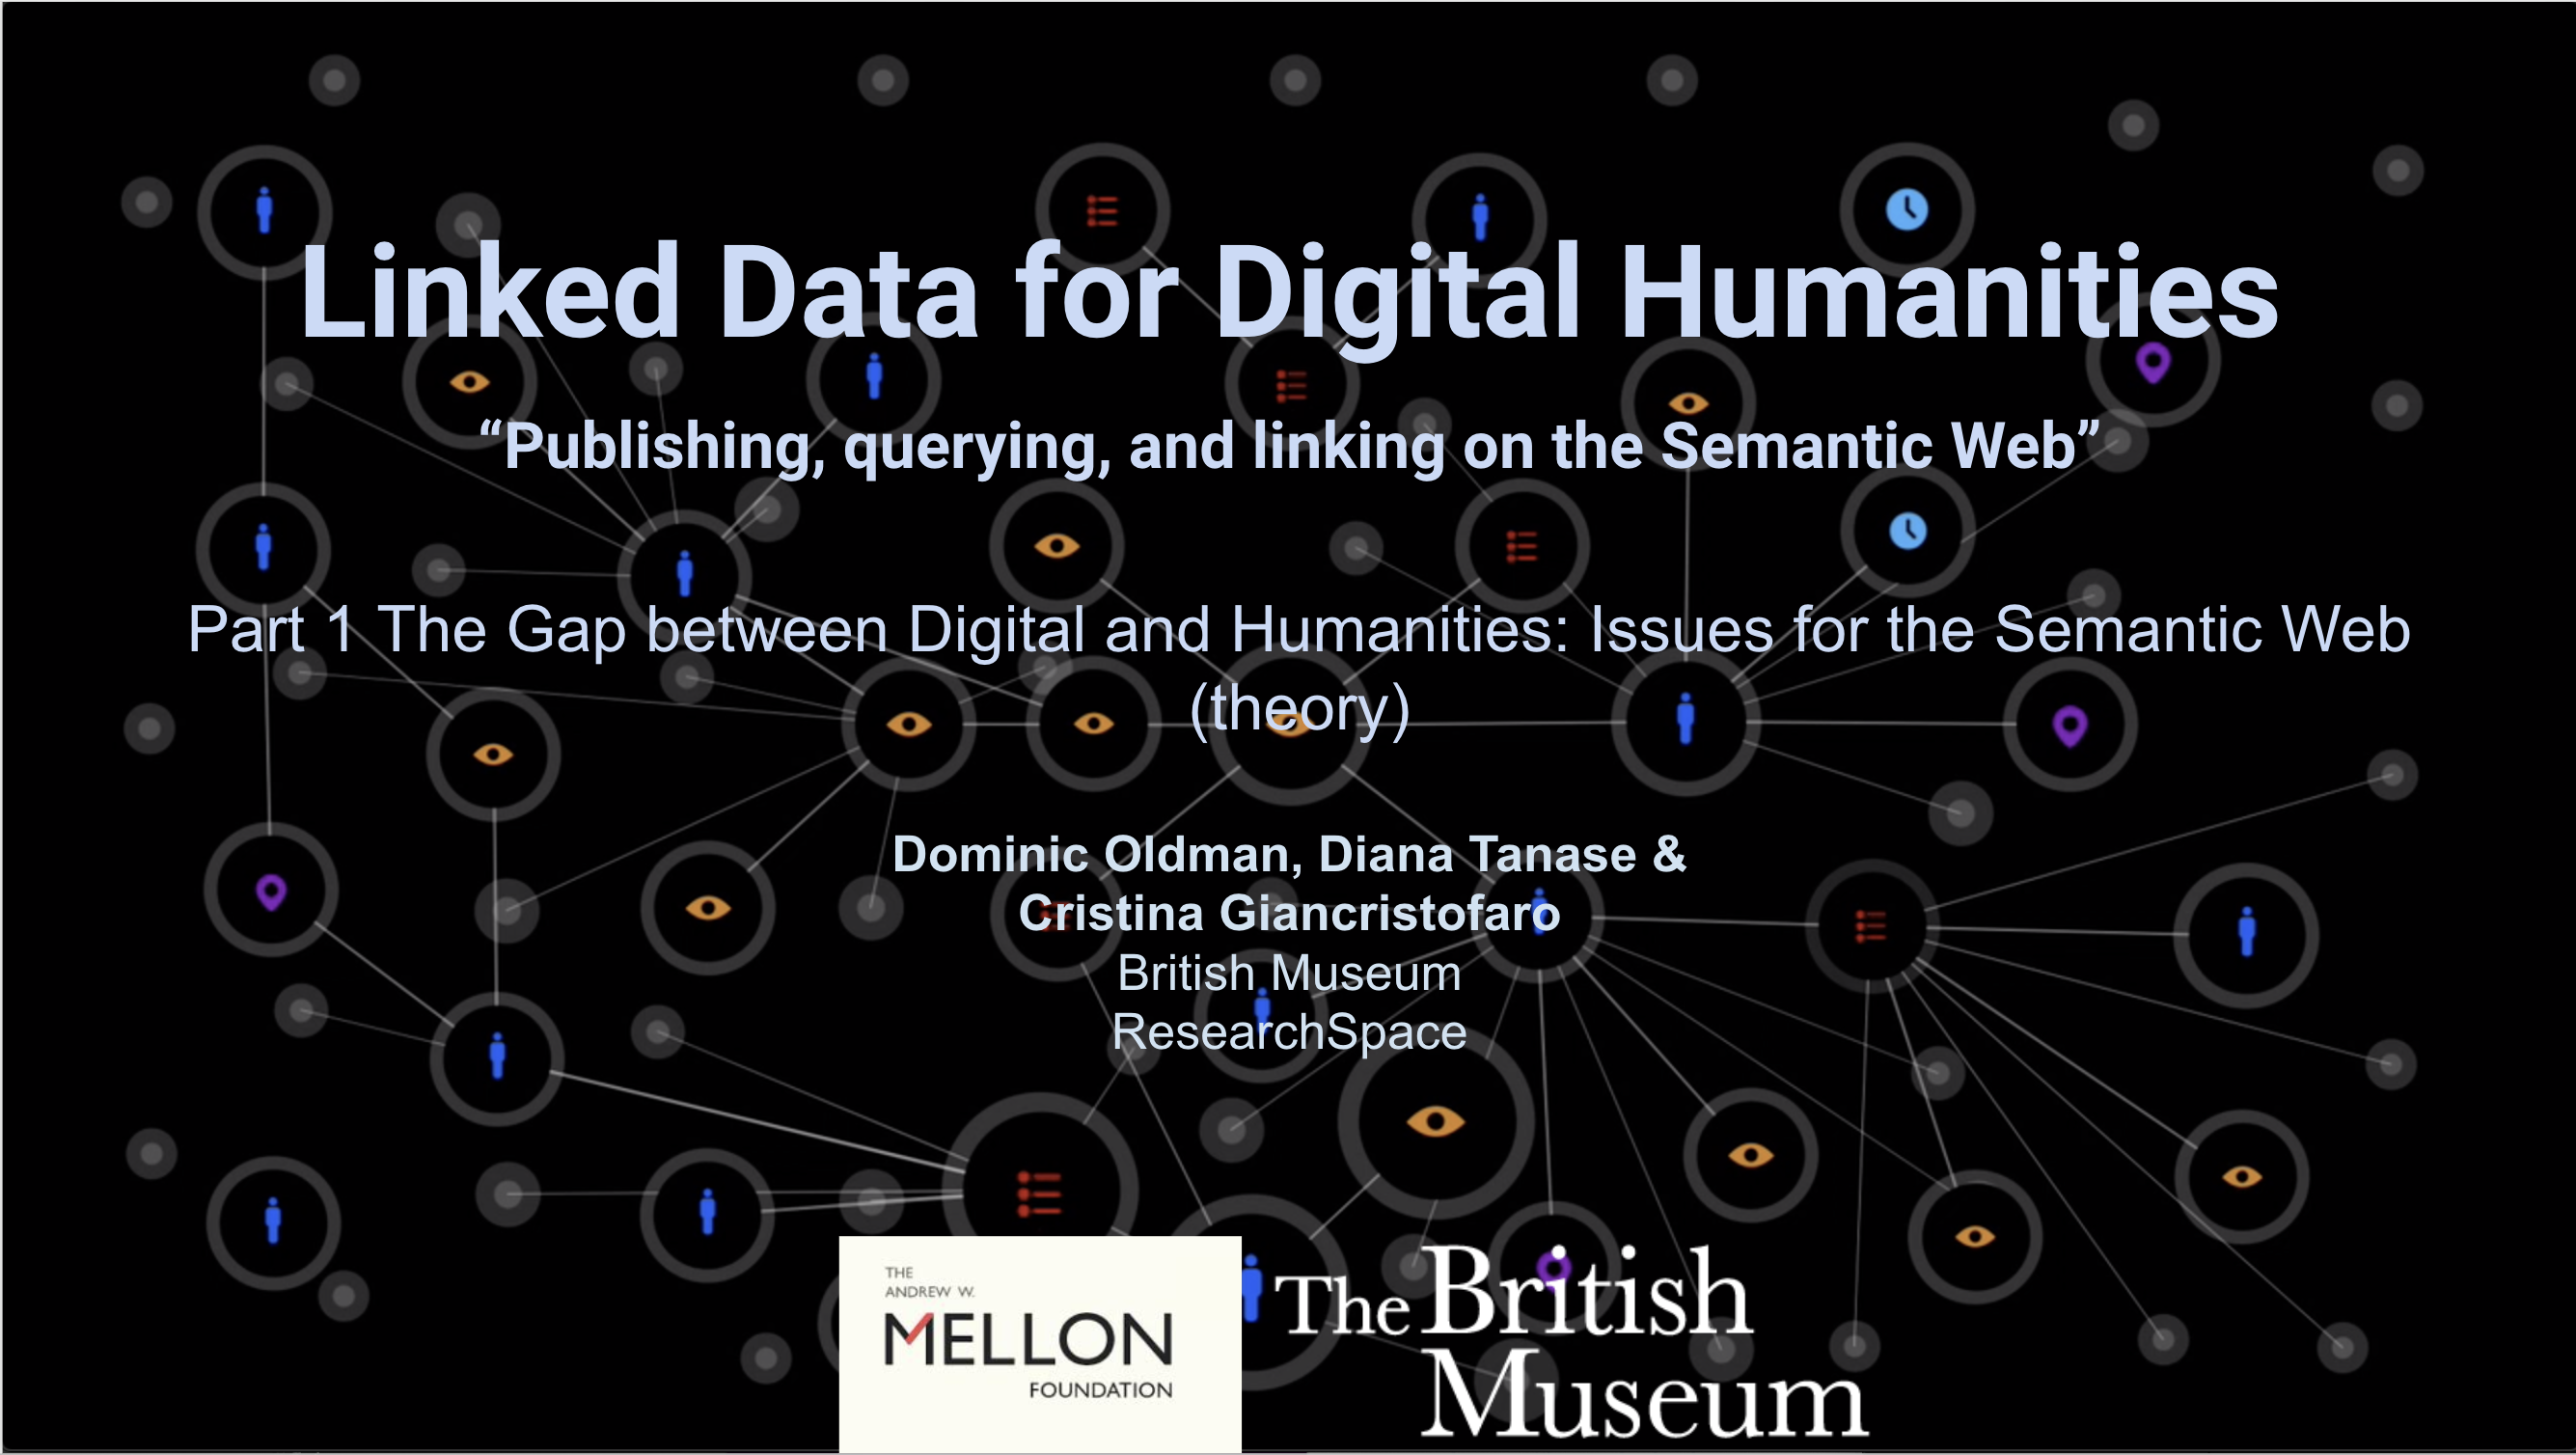 Linked Data for Digital Humanities
“Publishing, querying, and linking on the Semantic Web”
Part 1 The Gap between Digital and Humanities: Issues for the Semantic Web
(theory)
Dominic Oldman, Diana Tanase &
Cristina Giancristofaro
British Museum
ResearchSpace
THE
ANDREW W.
MELLON
FOUNDATION
The British
Museum